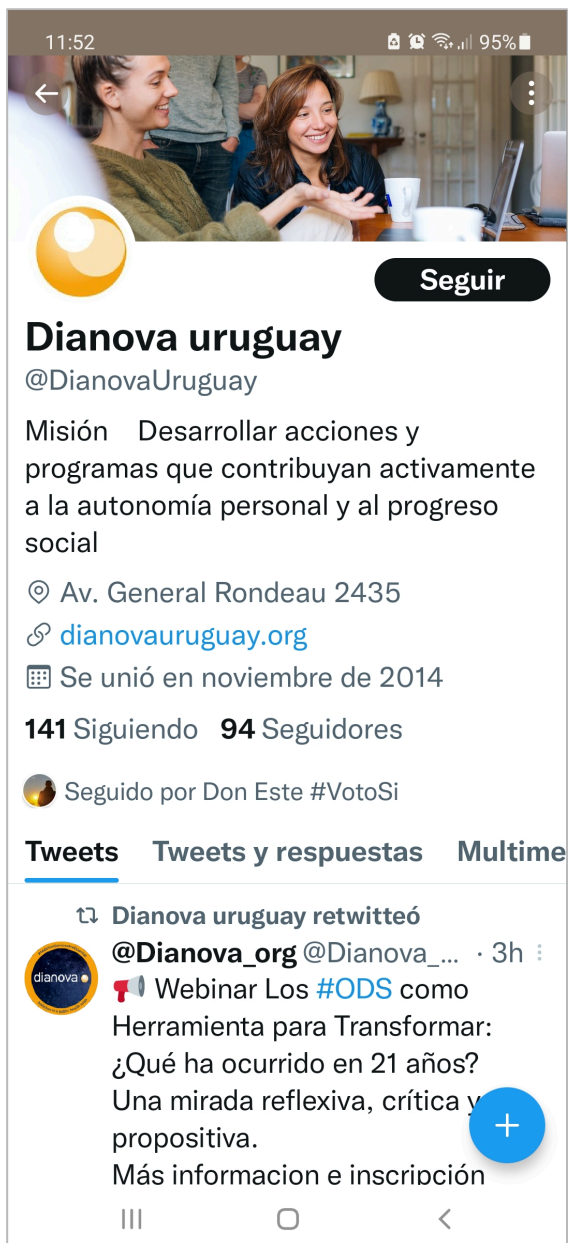 11:52
95%
Seguir
Dianova uruguay
@DianovaUruguay
Misión Desarrollar acciones y
programas que contribuyan activamente
a la autonomía personal y al progreso
social
Av. General Rondeau 2435
dianovauruguay.org
Se unió en noviembre de 2014
141 Siguiendo 94 Seguidores
Seguido por Don Este #VotoSi
Tweets Tweets y respuestas Multime
Dianova uruguay retwitteó
@Dianova_org @Dianova_... · 3h
dianova
Webinar Los #ODS como
Herramienta para Transformar:
¿Qué ha ocurrido en 21 años?
Una mirada reflexiva, crítica y
propositiva.
Más informacion e inscripción